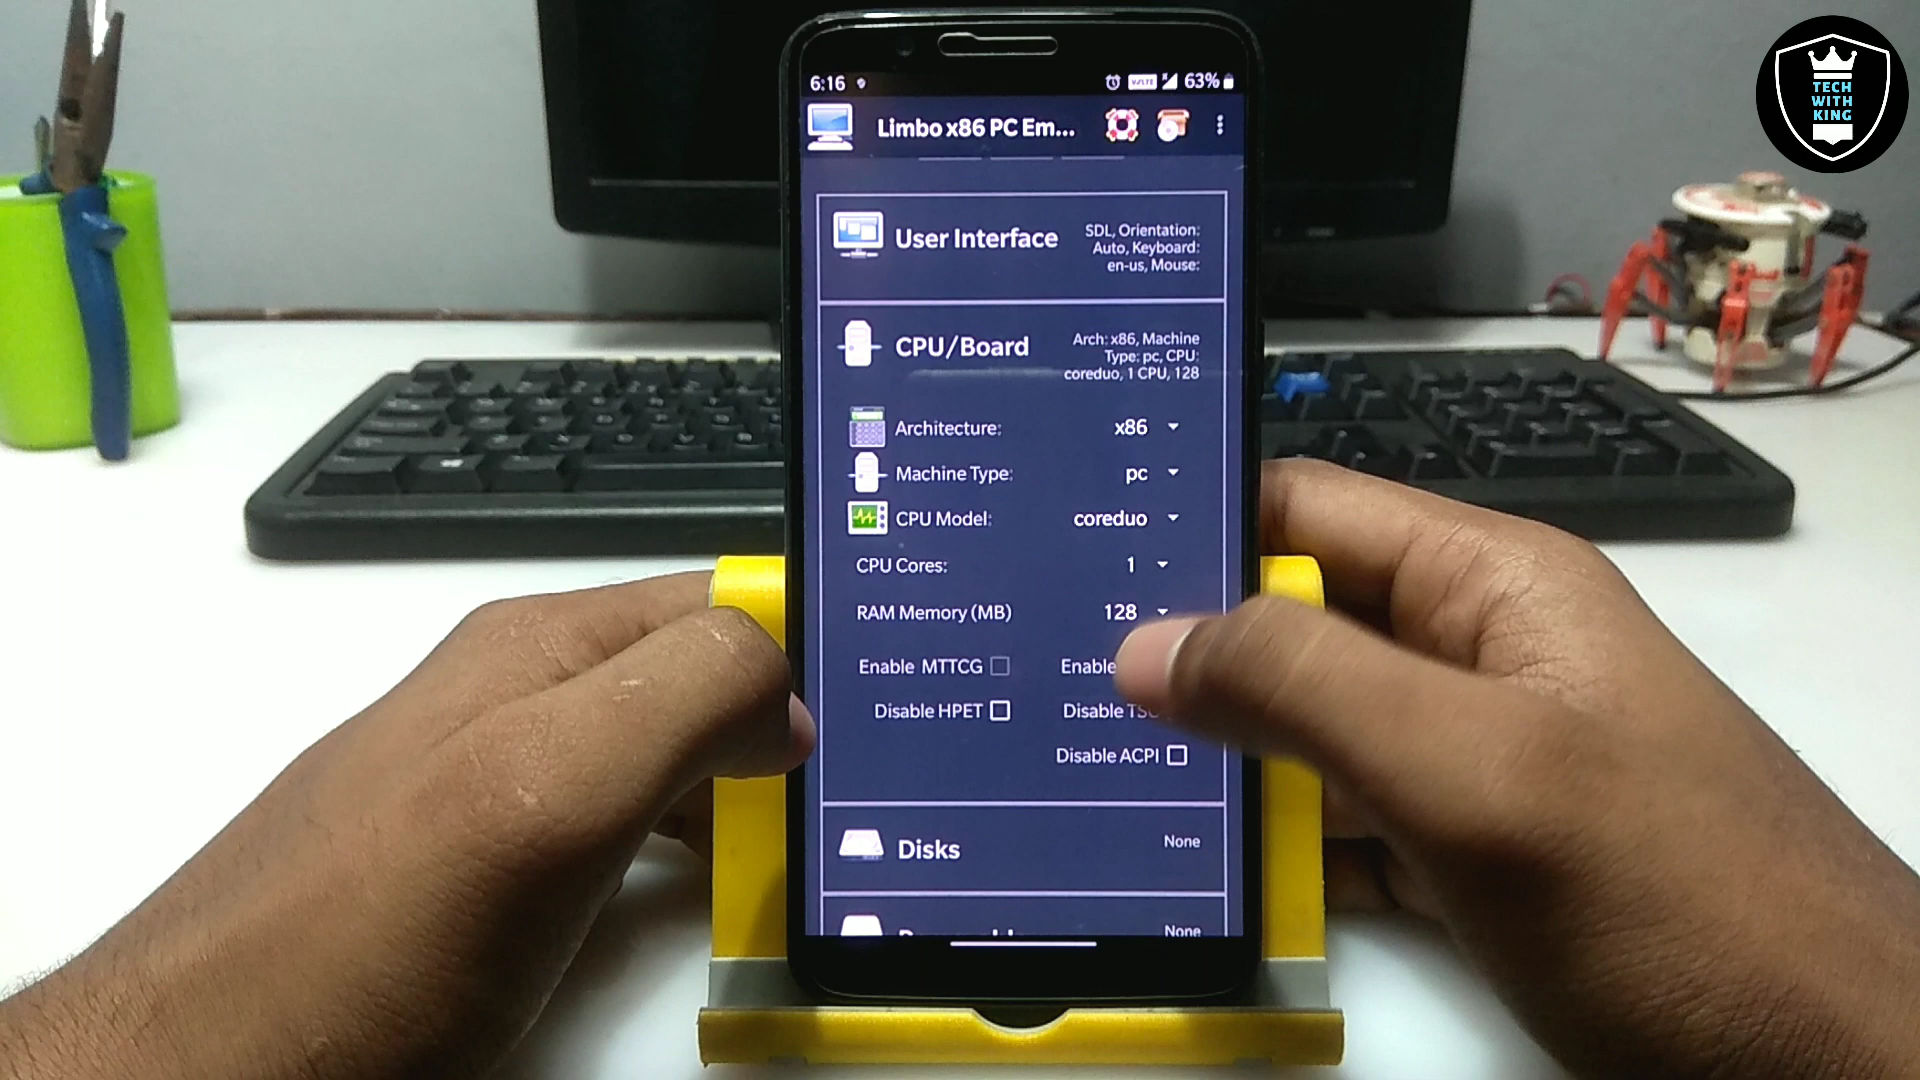 6:16
VoLTE
63%
Limbo x86 PC Em...
User Interface
SDL, Orientation:
Auto, Keyboard:
en-us, Mouse:
CPU/Board
Arch: x86, Machine
Type: pc, CPU:
coreduo, 1 CPU, 128
Architecture: x86
Machine Type: pc
CPU Model: coreduo
CPU Cores: 1
RAM Memory (MB) 128
Enable MTTCG
Enable
Disable HPET
Disable
Disable ACPI
Disks
None
None
TECH
WITH
KING